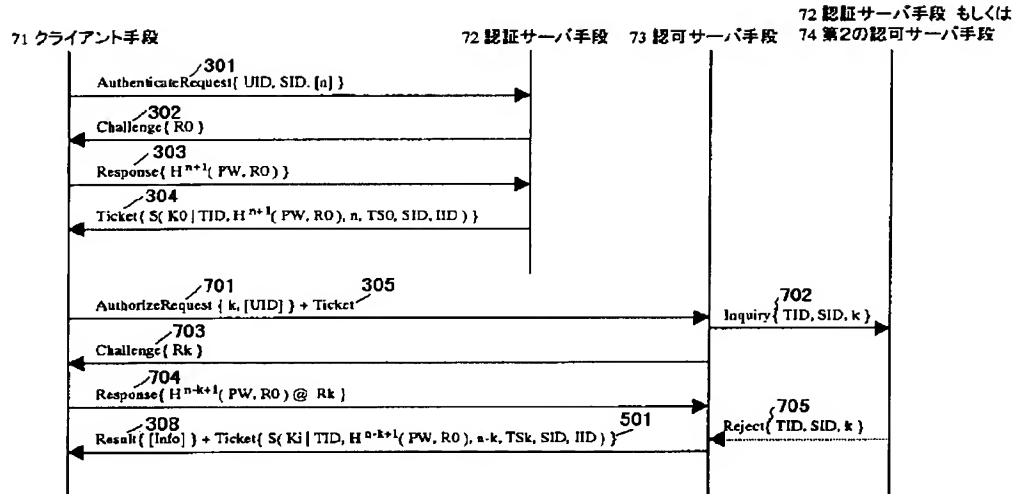 72 認証サーバ手段 もしくは
71 クライアント手段 72 認証サーバ手段 73 認可サーバ手段 74 第2の認可サーバ手段
301
AuthenticateRequest{ UID, SID. [n] }
302
Challenge{ R0 }
303
Response{ H^n+1( PW, R0 ) }
304
Ticket{ S( K0 | TID, H^n+1( PW, R0 ), n, TS0, SID, IID ) }
701 305 702
AuthorizeRequest { k, [UID] } + Ticket Inquiry{ TID, SID, k }
703
Challenge{ Rk }
704
Response{ H^n-k+1( PW, R0 ) @ Rk } 705
308 501 Reject{ TID, SID, k }
Result{ [Info] } + Ticket{ S( Ki | TID, H^n-k+1( PW, R0 ), n-k, TSk, SID, IID ) }